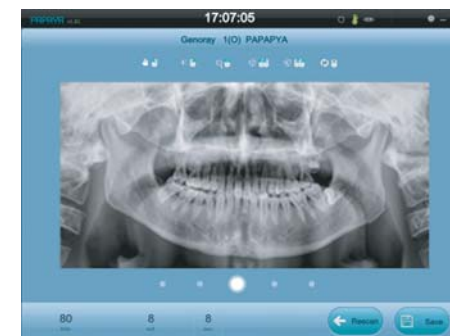 PAPAYA
17:07:05
Genoray 1(O) PAPAPYA
80
8
8
Rescan
Save